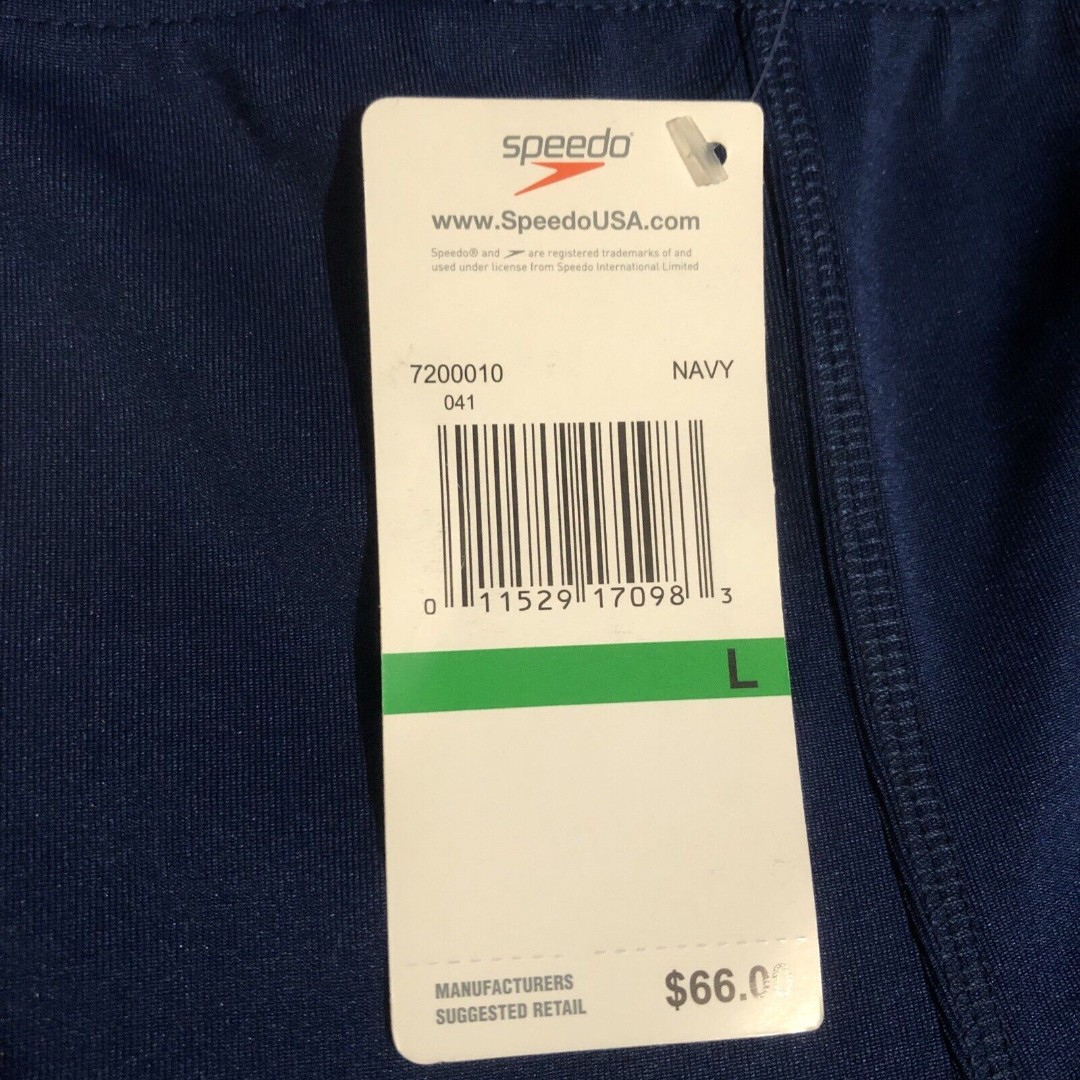 speedo
www.SpeedoUSA.com
Speedo® and are registered trademarks of and
used under license from Speedo International Limited
7200010 NAVY
041
0 11529 17098 3
L
MANUFACTURERS
SUGGESTED RETAIL
$66.00